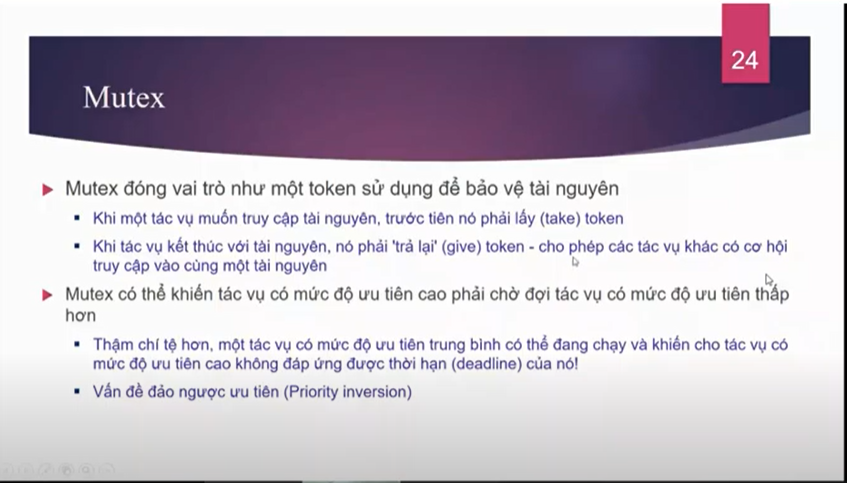 24
Mutex
Mutex đóng vai trò như một token sử dụng để bảo vệ tài nguyên
Khi một tác vụ muốn truy cập tài nguyên, trước tiên nó phải lấy (take) token
Khi tác vụ kết thúc với tài nguyên, nó phải 'trả lại' (give) token - cho phép các tác vụ khác có cơ hội
truy cập vào cùng một tài nguyên
Mutex có thể khiến tác vụ có mức độ ưu tiên cao phải chờ đợi tác vụ có mức độ ưu tiên thấp
hơn
Thậm chí tệ hơn, một tác vụ có mức độ ưu tiên trung bình có thể đang chạy và khiến cho tác vụ có
mức độ ưu tiên cao không đáp ứng được thời hạn (deadline) của nó!
Vấn đề đảo ngược ưu tiên (Priority inversion)